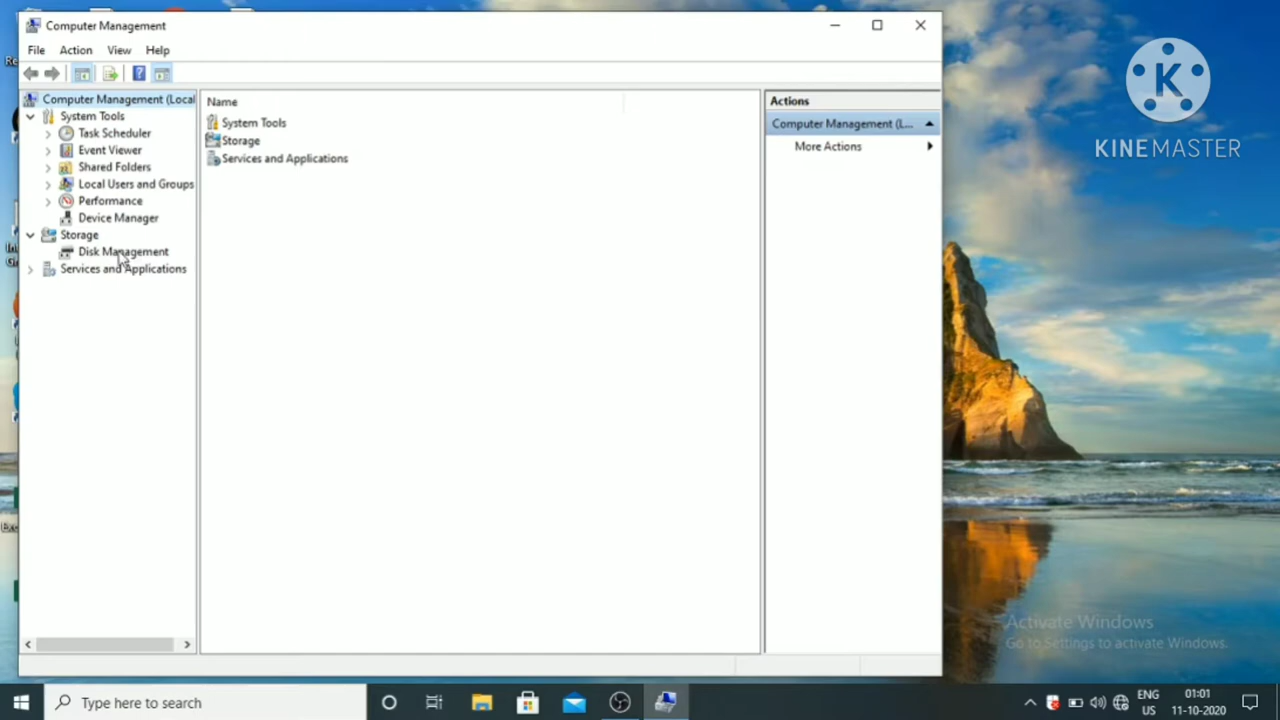 Computer Management
File Action View Help
Computer Management (Local
System Tools
Task Scheduler
Event Viewer
Shared Folders
Local Users and Groups
Performance
Device Manager
Storage
Disk Management
Services and Applications
Name
System Tools
Storage
Services and Applications
Actions
Computer Management (L...
More Actions
K
KINEMASTER
Activate Windows
Go to Settings to activate Windows.
Type here to search
ENG
US
01:01
11-10-2020